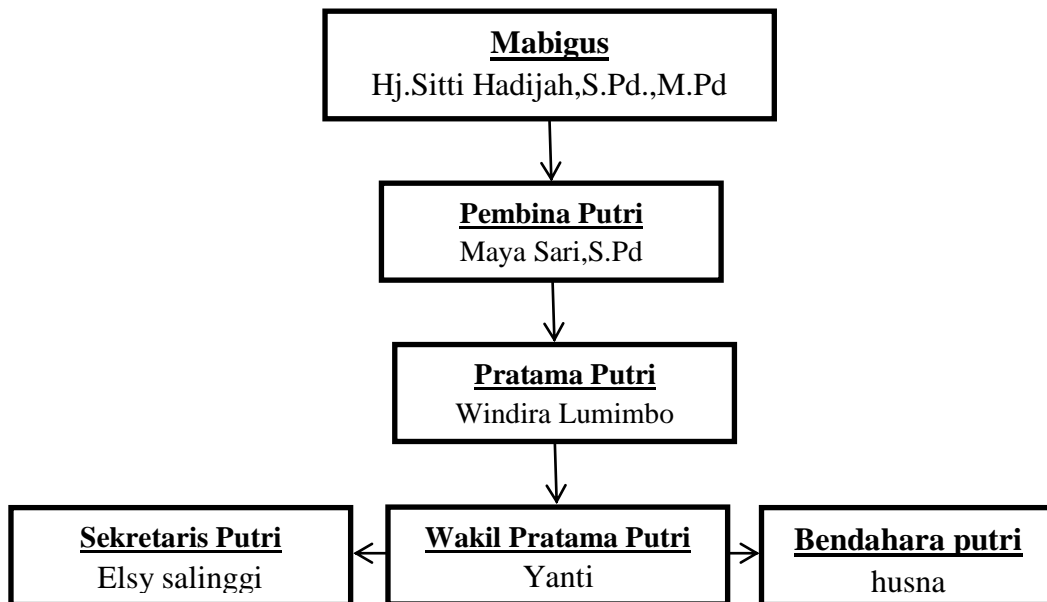 Mabigus
Hj.Sitti Hadijah,S.Pd.,M.Pd
Pembina Putri
Maya Sari,S.Pd
Pratama Putri
Windira Lumimbo
Sekretaris Putri
Elsy salinggi
Wakil Pratama Putri
Yanti
Bendahara putri
husna